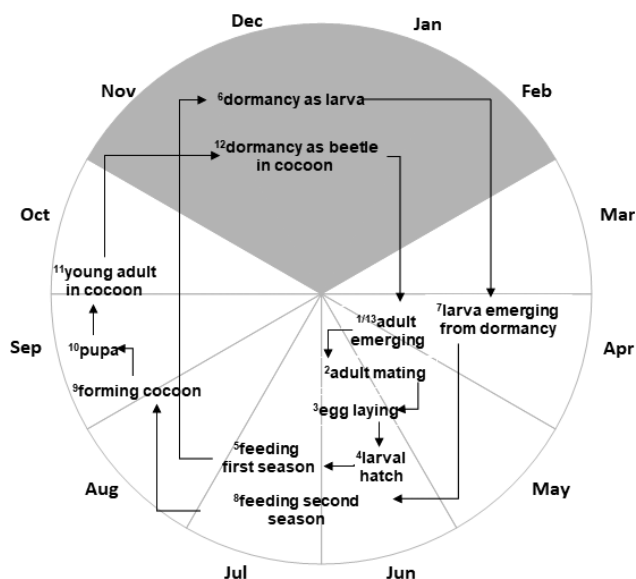 Dec
Jan
Nov
Feb
⁶dormancy as larva
¹²dormancy as beetle
in cocoon
Oct
Mar
¹¹young adult
in cocoon
⁷larva emerging
from dormancy
¹/¹³adult
emerging
Sep
Apr
¹⁰pupa
²adult mating
⁹forming cocoon
³egg laying
⁵feeding
first season
⁴larval
hatch
Aug
May
⁸feeding second
season
Jul
Jun